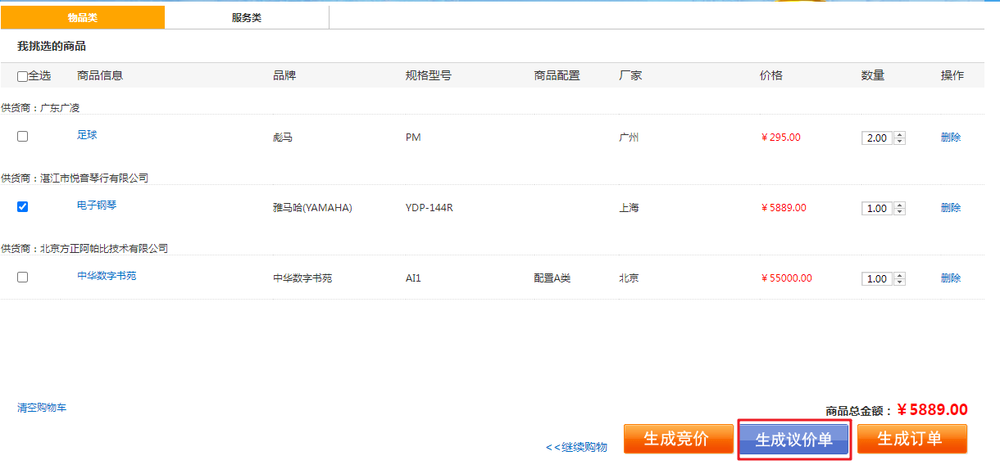 物品类 服务类
我挑选的商品
全选 商品信息 品牌 规格型号 商品配置 厂家 价格 数量 操作
供货商：广东广凌
足球 彪马 PM 广州 ￥295.00 2.00 删除
供货商：湛江市悦音琴行有限公司
电子钢琴 雅马哈(YAMAHA) YDP-144R 上海 ￥5889.00 1.00 删除
供货商：北京方正阿帕比技术有限公司
中华数字书苑 中华数字书苑 AI1 配置A类 北京 ￥55000.00 1.00 删除
清空购物车 商品总金额：￥5889.00
<<继续购物 生成竞价 生成议价单 生成订单